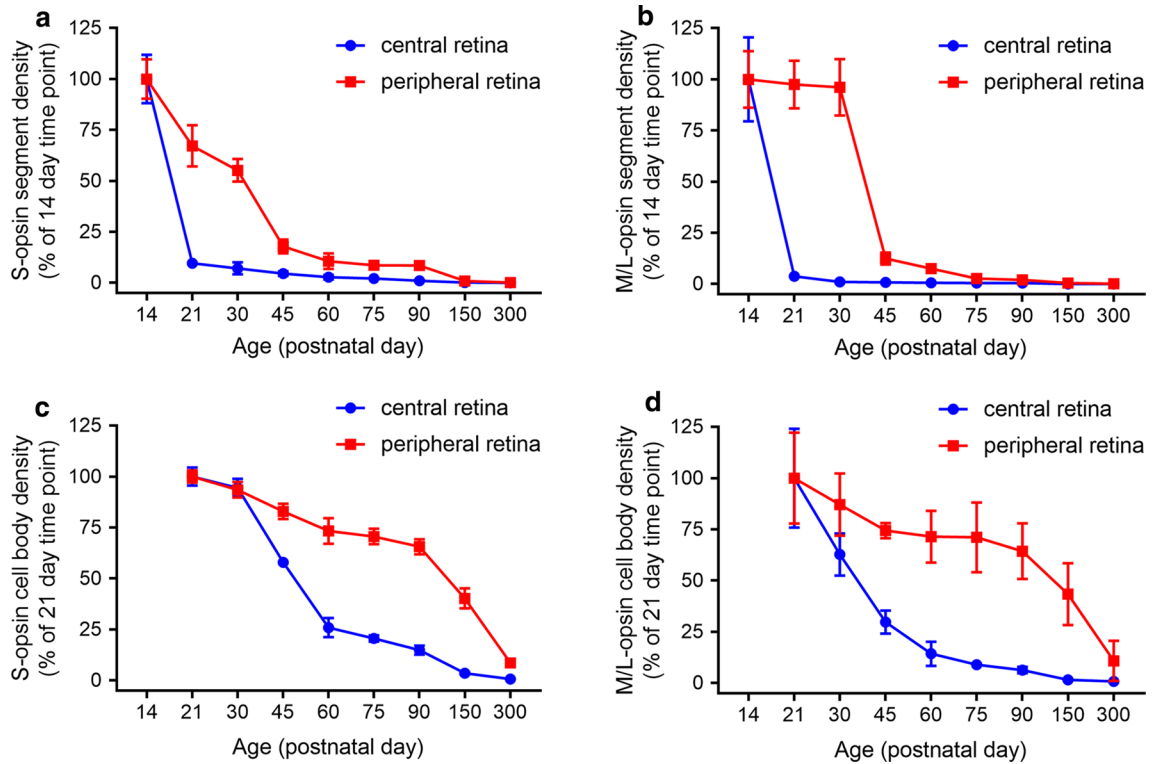 a
S-opsin segment density
(% of 14 day time point)
125
100
75
50
25
0
central retina
peripheral retina
14 21 30 45 60 75 90 150 300
Age (postnatal day)
b
M/L-opsin segment density
(% of 14 day time point)
125
100
75
50
25
0
central retina
peripheral retina
14 21 30 45 60 75 90 150 300
Age (postnatal day)
c
S-opsin cell body density
(% of 21 day time point)
125
100
75
50
25
0
central retina
peripheral retina
14 21 30 45 60 75 90 150 300
Age (postnatal day)
d
M/L-opsin cell body density
(% of 21 day time point)
125
100
75
50
25
0
central retina
peripheral retina
14 21 30 45 60 75 90 150 300
Age (postnatal day)